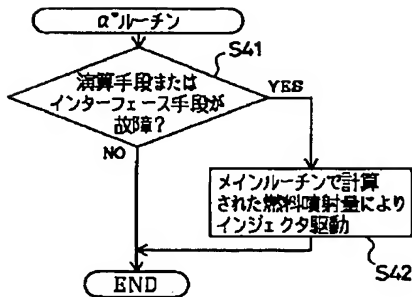 α"ルーチン
S41
演算手段または
インターフェース手段が
故障?
YES
NO
メインルーチンで計算
された燃料噴射量により
インジェクタ駆動
S42
END